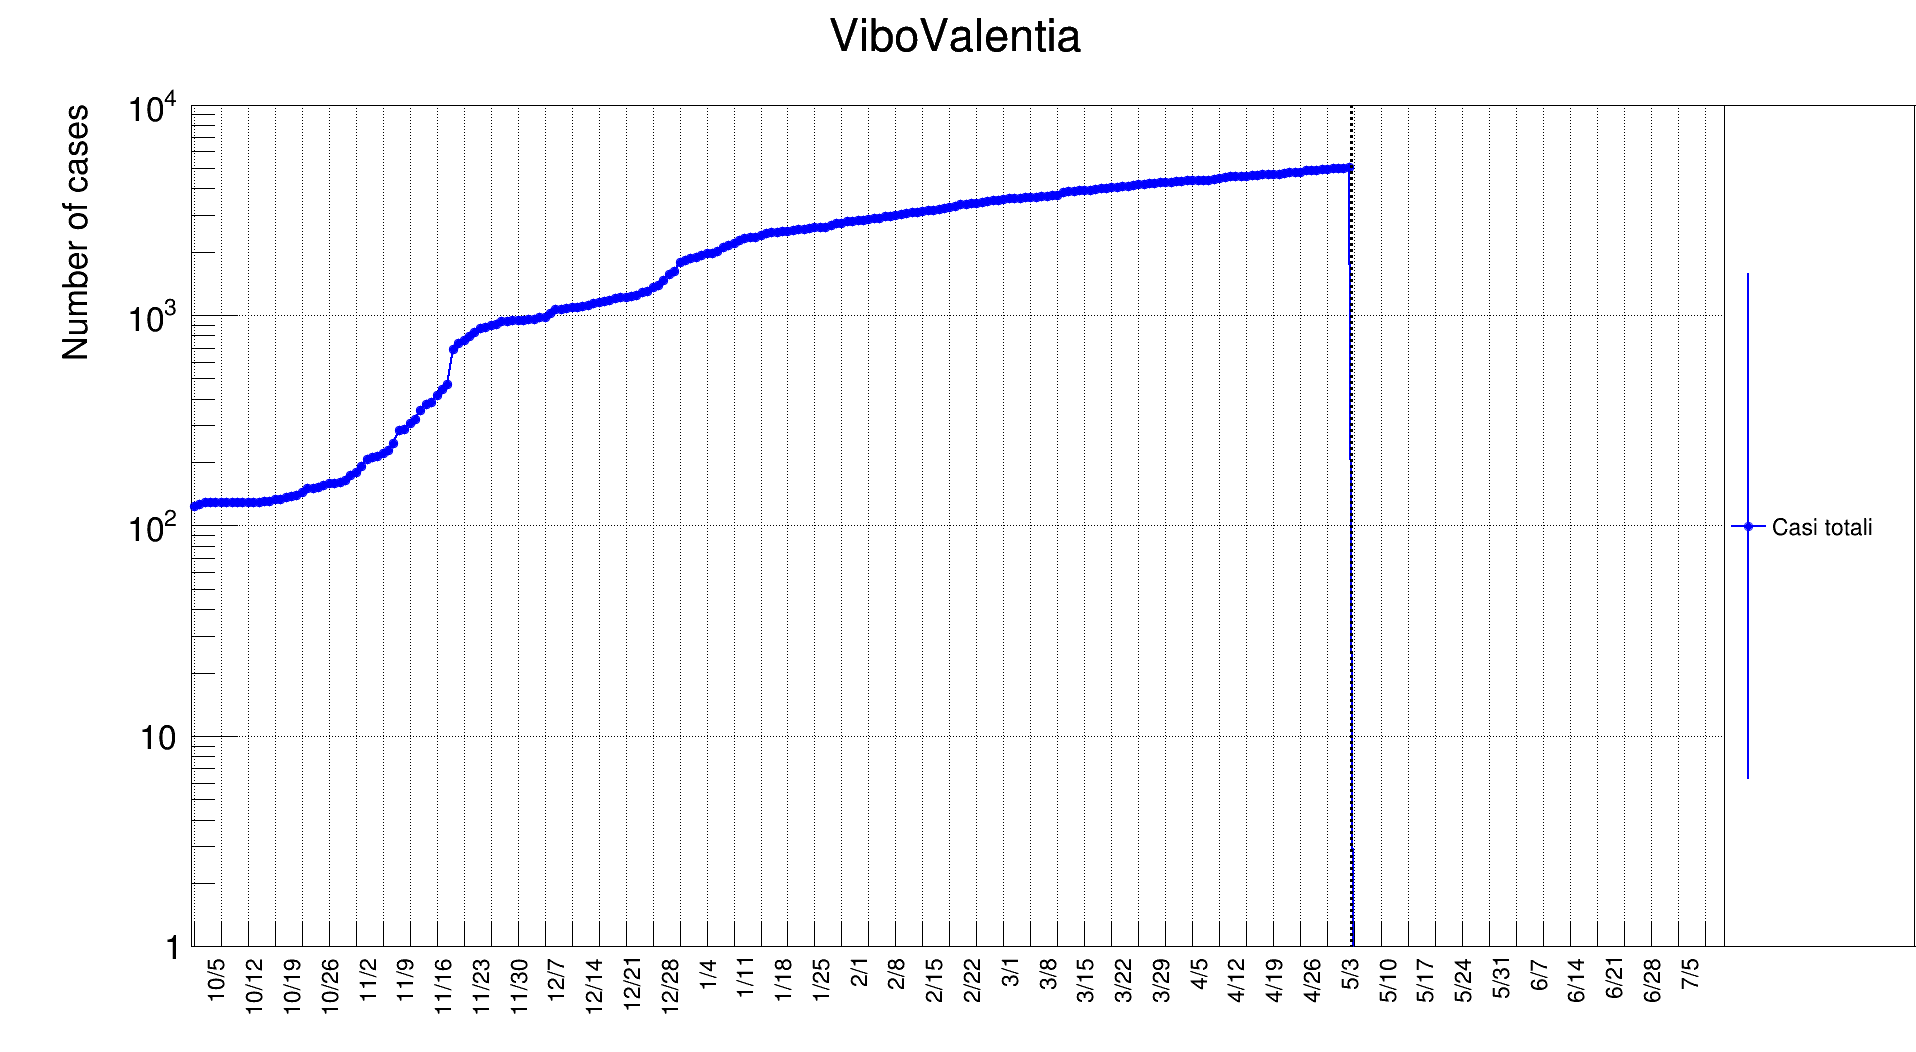 ViboValentia
Number of cases
10^4
10^3
10^2
10
1
10/5 10/12 10/19 10/26 11/2 11/9 11/16 11/23 11/30 12/7 12/14 12/21 12/28 1/4 1/11 1/18 1/25 2/1 2/8 2/15 2/22 3/1 3/8 3/15 3/22 3/29 4/5 4/12 4/19 4/26 5/3 5/10 5/17 5/24 5/31 6/7 6/14 6/21 6/28 7/5
Casi totali